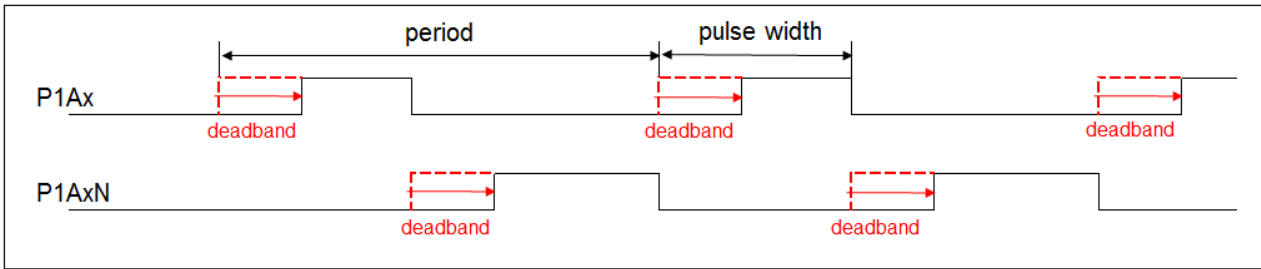 period
pulse width
P1Ax
deadband
deadband
deadband
P1AxN
deadband
deadband